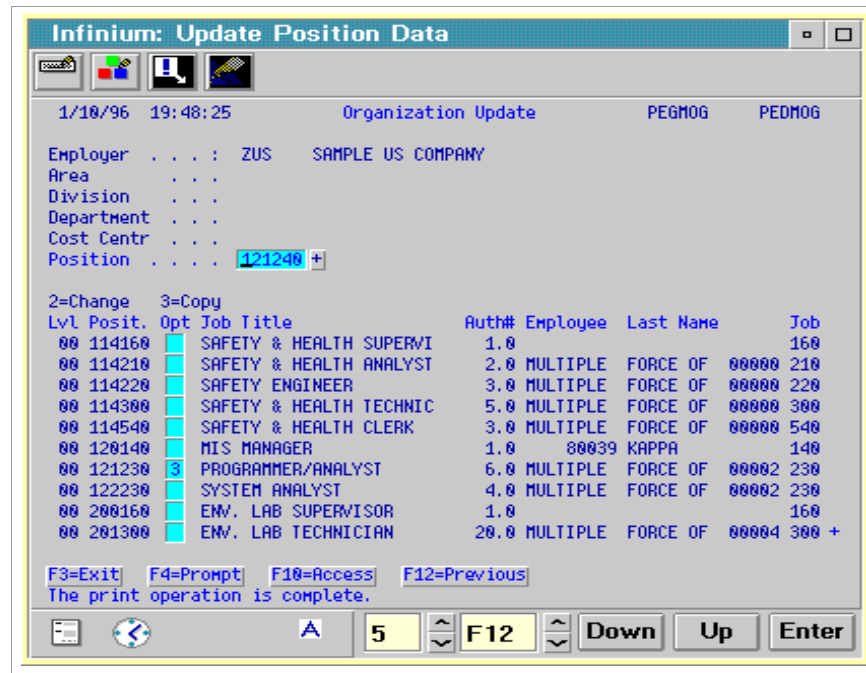 Infinium: Update Position Data
1/10/96 19:48:25 Organization Update PEGMOG PEDMOG
Employer . . . : ZUS SAMPLE US COMPANY
Area . . .
Division . . .
Department . . .
Cost Centr . . .
Position . . . . 121240 +
2=Change 3=Copy
Lvl Posit. Opt Job Title Auth# Employee Last Name Job
00 114160 SAFETY & HEALTH SUPERVI 1.0 160
00 114210 SAFETY & HEALTH ANALYST 2.0 MULTIPLE FORCE OF 00000 210
00 114220 SAFETY ENGINEER 3.0 MULTIPLE FORCE OF 00000 220
00 114300 SAFETY & HEALTH TECHNIC 5.0 MULTIPLE FORCE OF 00000 300
00 114540 SAFETY & HEALTH CLERK 3.0 MULTIPLE FORCE OF 00000 540
00 120140 MIS MANAGER 1.0 80039 KAPPA 140
00 121230 3 PROGRAMMER/ANALYST 6.0 MULTIPLE FORCE OF 00002 230
00 122230 SYSTEM ANALYST 4.0 MULTIPLE FORCE OF 00002 230
00 200160 ENV. LAB SUPERVISOR 1.0 160
00 201300 ENV. LAB TECHNICIAN 20.0 MULTIPLE FORCE OF 00004 300 +
F3=Exit F4=Prompt F10=Access F12=Previous
The print operation is complete.
A 5 F12 Down Up Enter